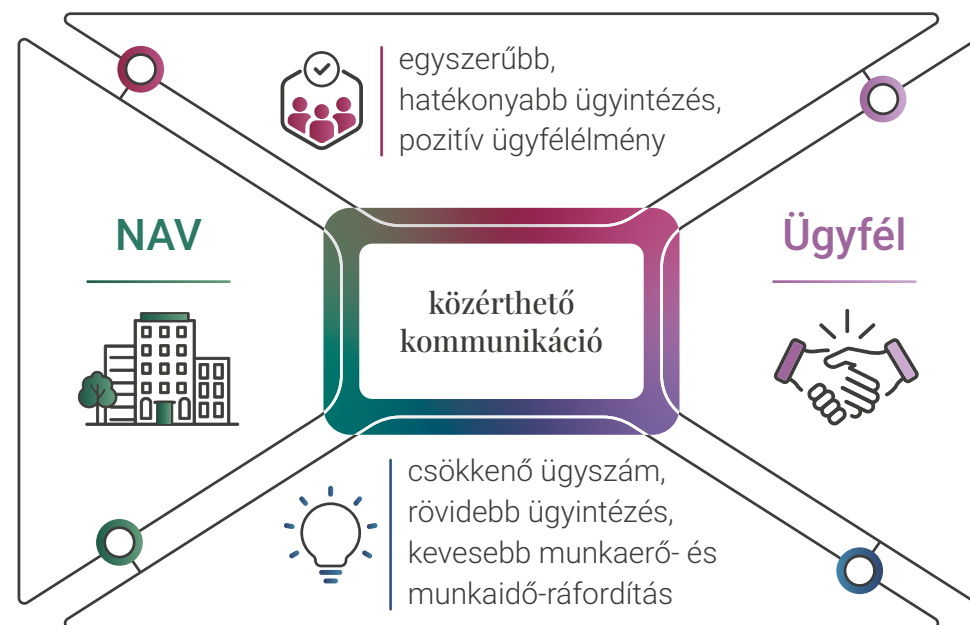 egyszerűbb,
hatékonyabb ügyintézés,
pozitív ügyfélélmény
NAV
közérthető
kommunikáció
Ügyfél
csökkenő ügyszám,
rövidebb ügyintézés,
kevesebb munkaerő- és
munkaidő-ráfordítás